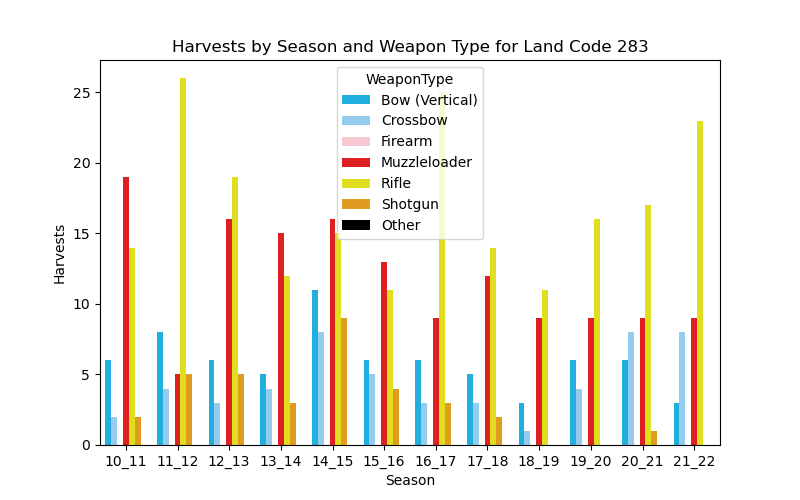 Harvests by Season and Weapon Type for Land Code 283
WeaponType
Bow (Vertical)
Crossbow
Firearm
Muzzleloader
Rifle
Shotgun
Other
Harvests
25
20
15
10
5
0
10_11 11_12 12_13 13_14 14_15 15_16 16_17 17_18 18_19 19_20 20_21 21_22
Season